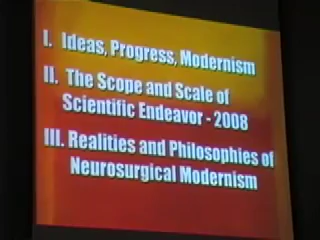 I. Ideas, Progress, Modernism
II. The Scope and Scale of
Scientific Endeavor - 2008
III. Realities and Philosophies of
Neurosurgical Modernism